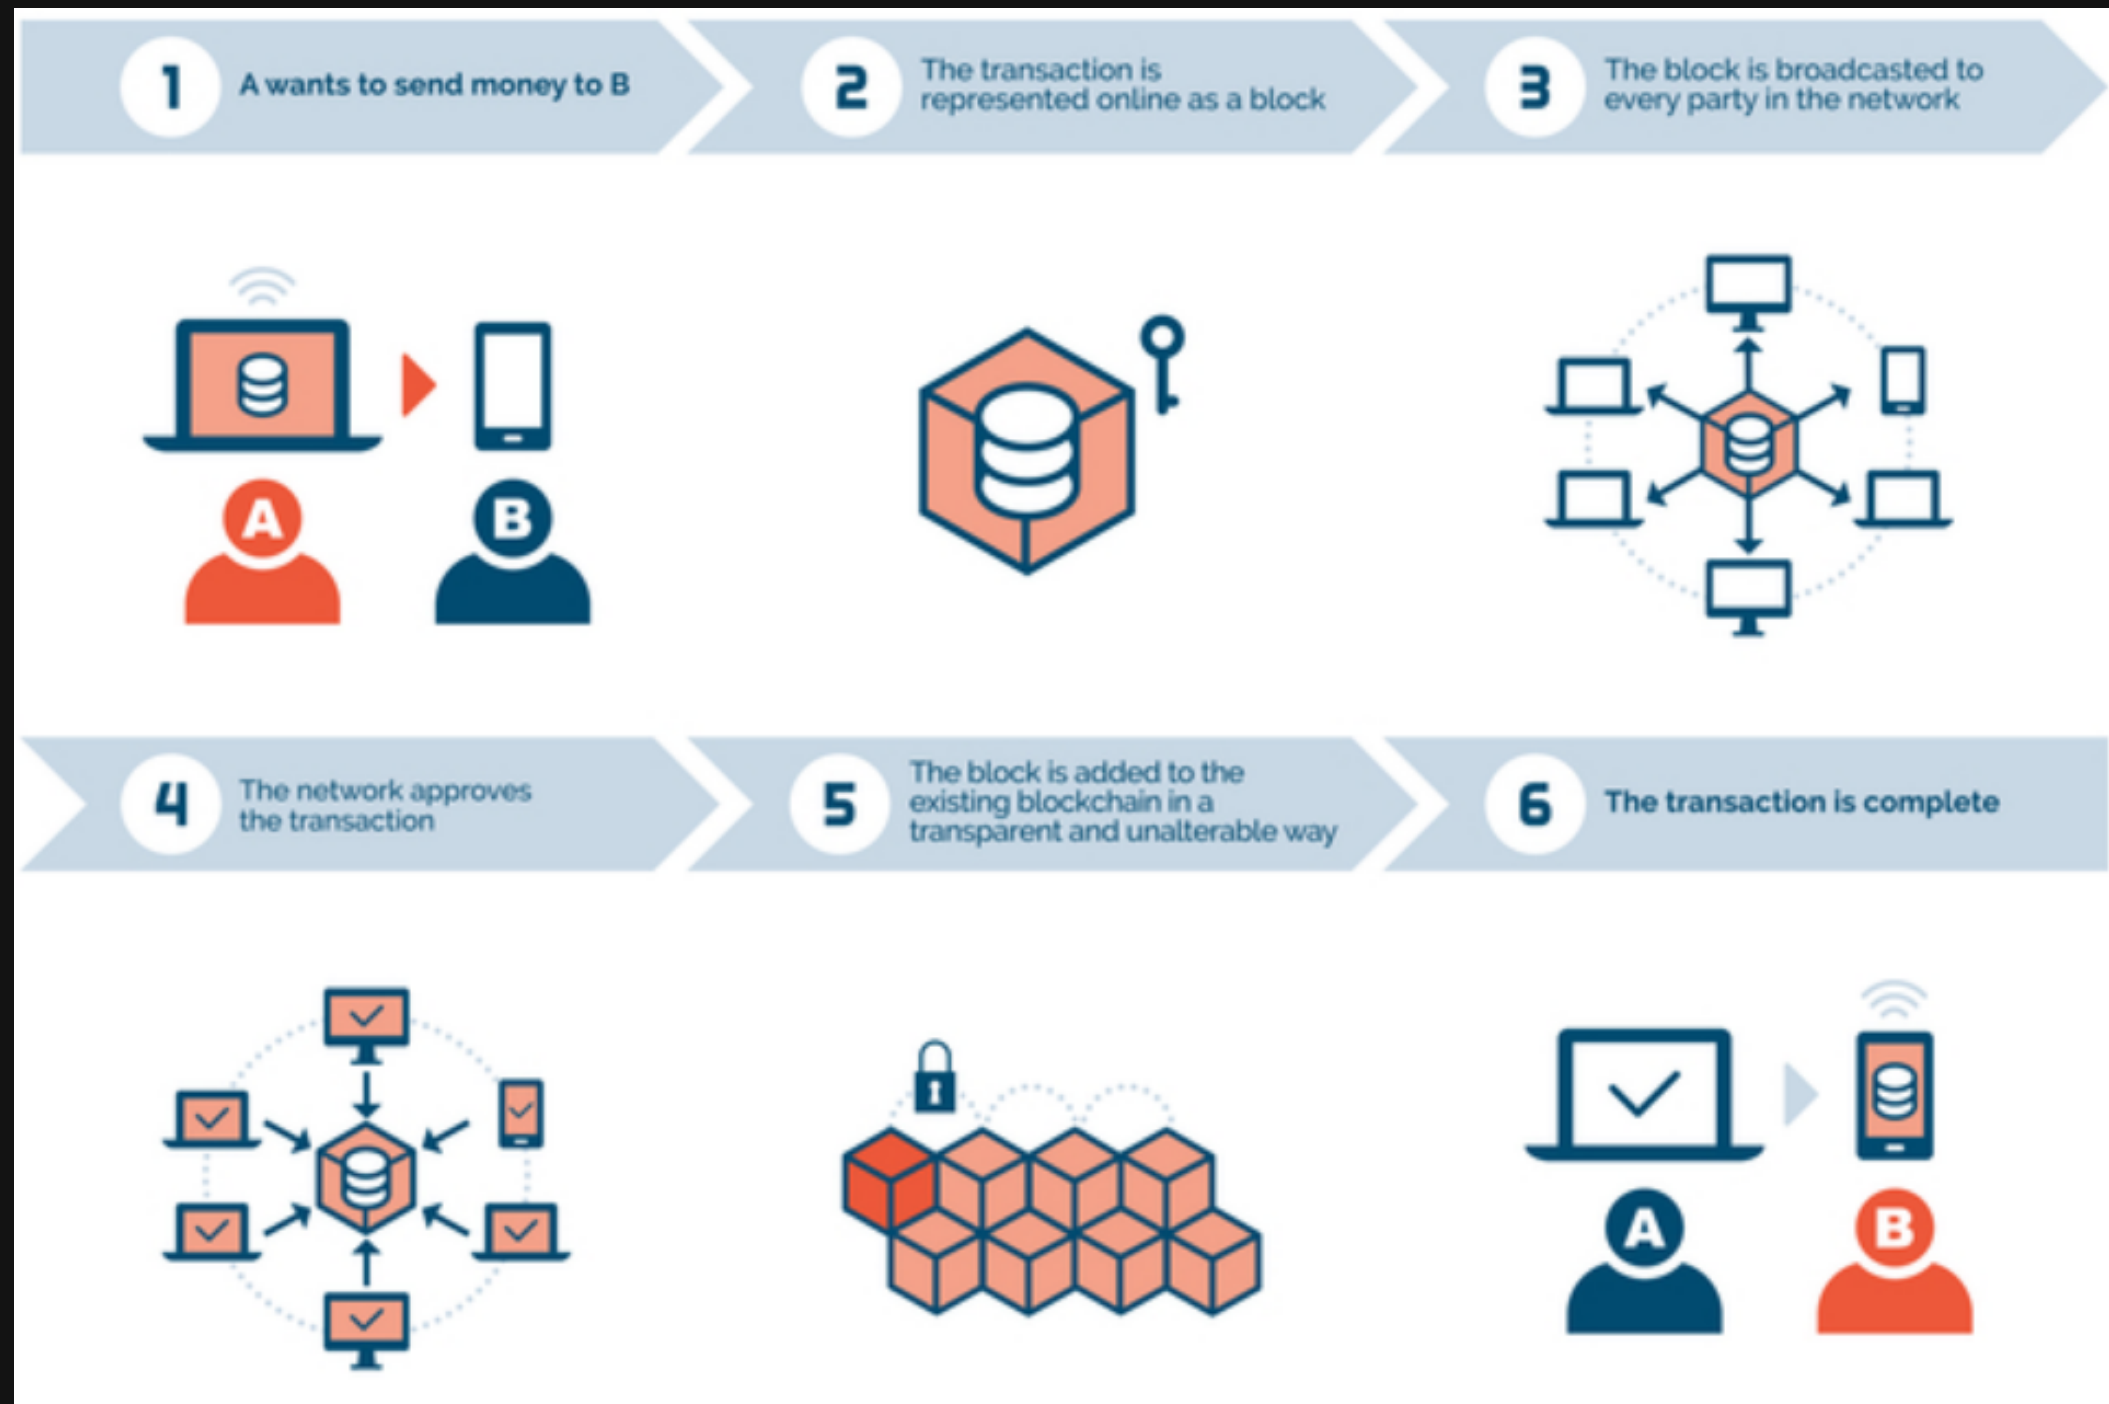 1
A wants to send money to B
2
The transaction is
represented online as a block
3
The block is broadcasted to
every party in the network
A
B
4
The network approves
the transaction
5
The block is added to the
existing blockchain in a
transparent and unalterable way
6
The transaction is complete
A
B